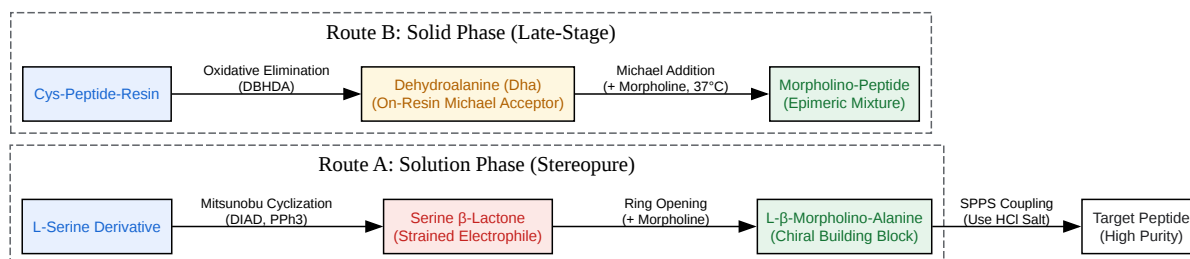 Route B: Solid Phase (Late-Stage)
Cys-Peptide-Resin
Oxidative Elimination
(DBHDA)
Dehydroalanine (Dha)
(On-Resin Michael Acceptor)
Michael Addition
(+ Morpholine, 37°C)
Morpholino-Peptide
(Epimeric Mixture)
Route A: Solution Phase (Stereopure)
L-Serine Derivative
Mitsunobu Cyclization
(DIAD, PPh3)
Serine β-Lactone
(Strained Electrophile)
Ring Opening
(+ Morpholine)
L-β-Morpholino-Alanine
(Chiral Building Block)
SPPS Coupling
(Use HCl Salt)
Target Peptide
(High Purity)